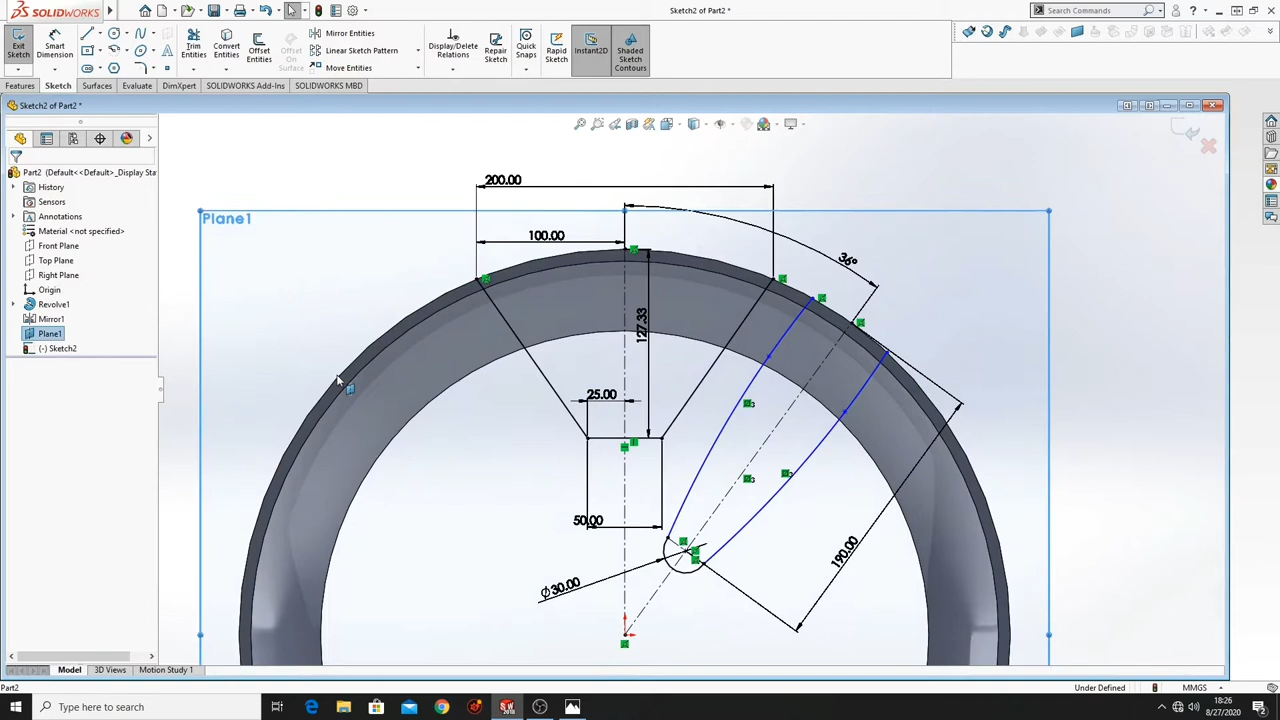 SOLIDWORKS
Sketch2 of Part2 *
Search Commands
Exit
Sketch
Smart
Dimension
Trim
Entities
Convert
Entities
Offset
Entities
Offset
On
Surface
Mirror Entities
Linear Sketch Pattern
Move Entities
Display/Delete
Relations
Repair
Sketch
Quick
Snaps
Rapid
Sketch
Instant2D
Shaded
Sketch
Contours
Features
Sketch
Surfaces
Evaluate
DimXpert
SOLIDWORKS Add-Ins
SOLIDWORKS MBD
Sketch2 of Part2 *
Part2 (Default<<Default>_Display Sta
History
Sensors
Annotations
Material <not specified>
Front Plane
Top Plane
Right Plane
Origin
Revolve1
Mirror1
Plane1
(-) Sketch2
Plane1
200.00
100.00
36°
127.33
25.00
50.00
Ø30.00
190.00
Model
3D Views
Motion Study 1
Part2
Under Defined
MMGS
Type here to search
18:26
8/27/2020